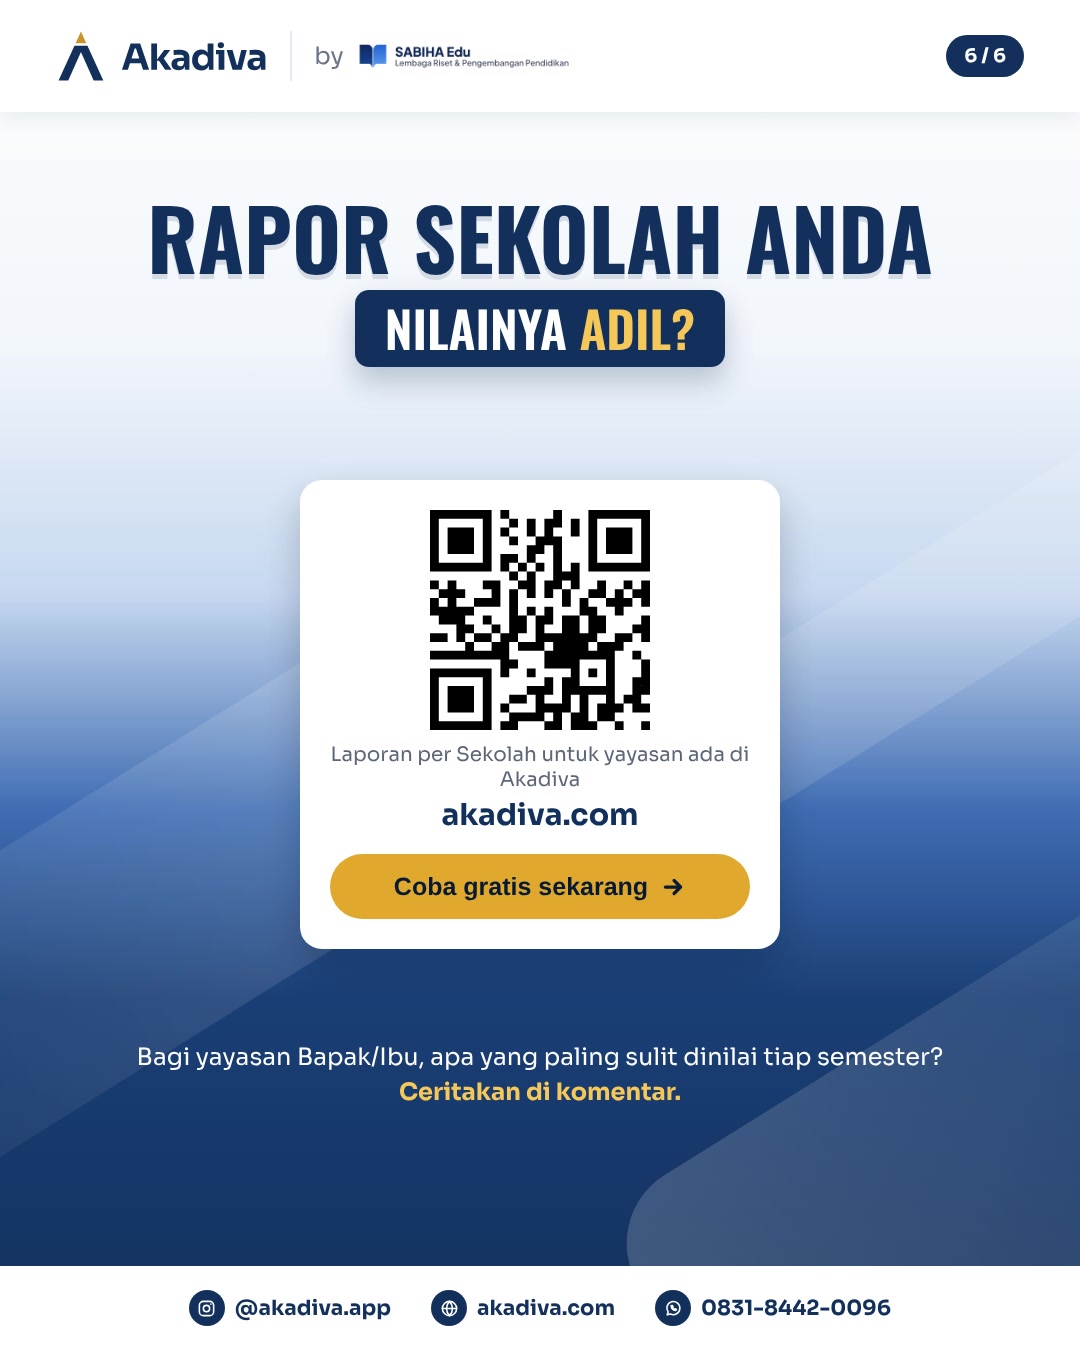 Akadiva
by
SABIHA Edu
Lembaga Riset & Pengembangan Pendidikan
6 / 6
RAPOR SEKOLAH ANDA
NILAINYA ADIL?
Laporan per Sekolah untuk yayasan ada di
Akadiva
akadiva.com
Coba gratis sekarang →
Bagi yayasan Bapak/Ibu, apa yang paling sulit dinilai tiap semester?
Ceritakan di komentar.
@akadiva.app
akadiva.com
0831-8442-0096